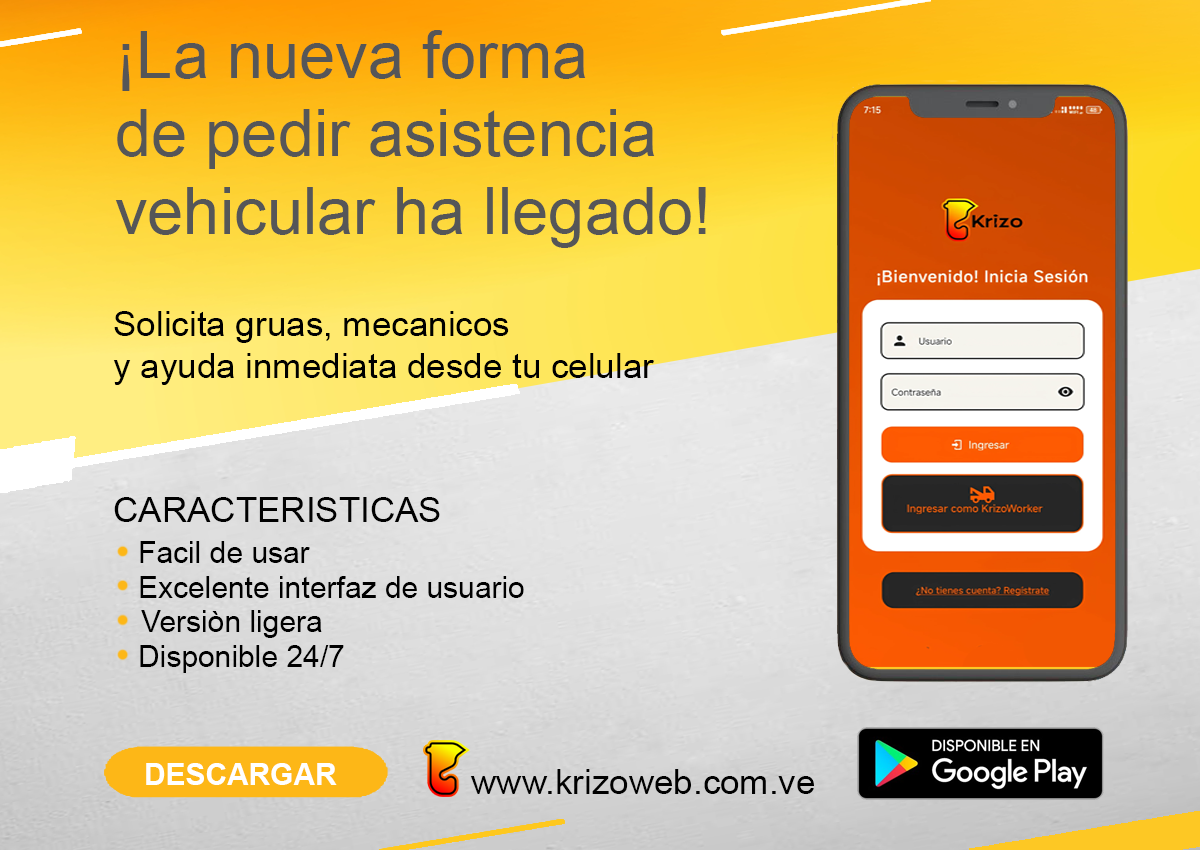 ¡La nueva forma
de pedir asistencia
vehicular ha llegado!
Solicita gruas, mecanicos
y ayuda inmediata desde tu celular
CARACTERISTICAS
Facil de usar
Excelente interfaz de usuario
Versiòn ligera
Disponible 24/7
DESCARGAR
www.krizoweb.com.ve
7:15
Krizo
¡Bienvenido! Inicia Sesión
Usuario
Contraseña
Ingresar
Ingresar como KrizoWorker
¿No tienes cuenta? Regístrate
DISPONIBLE EN
Google Play